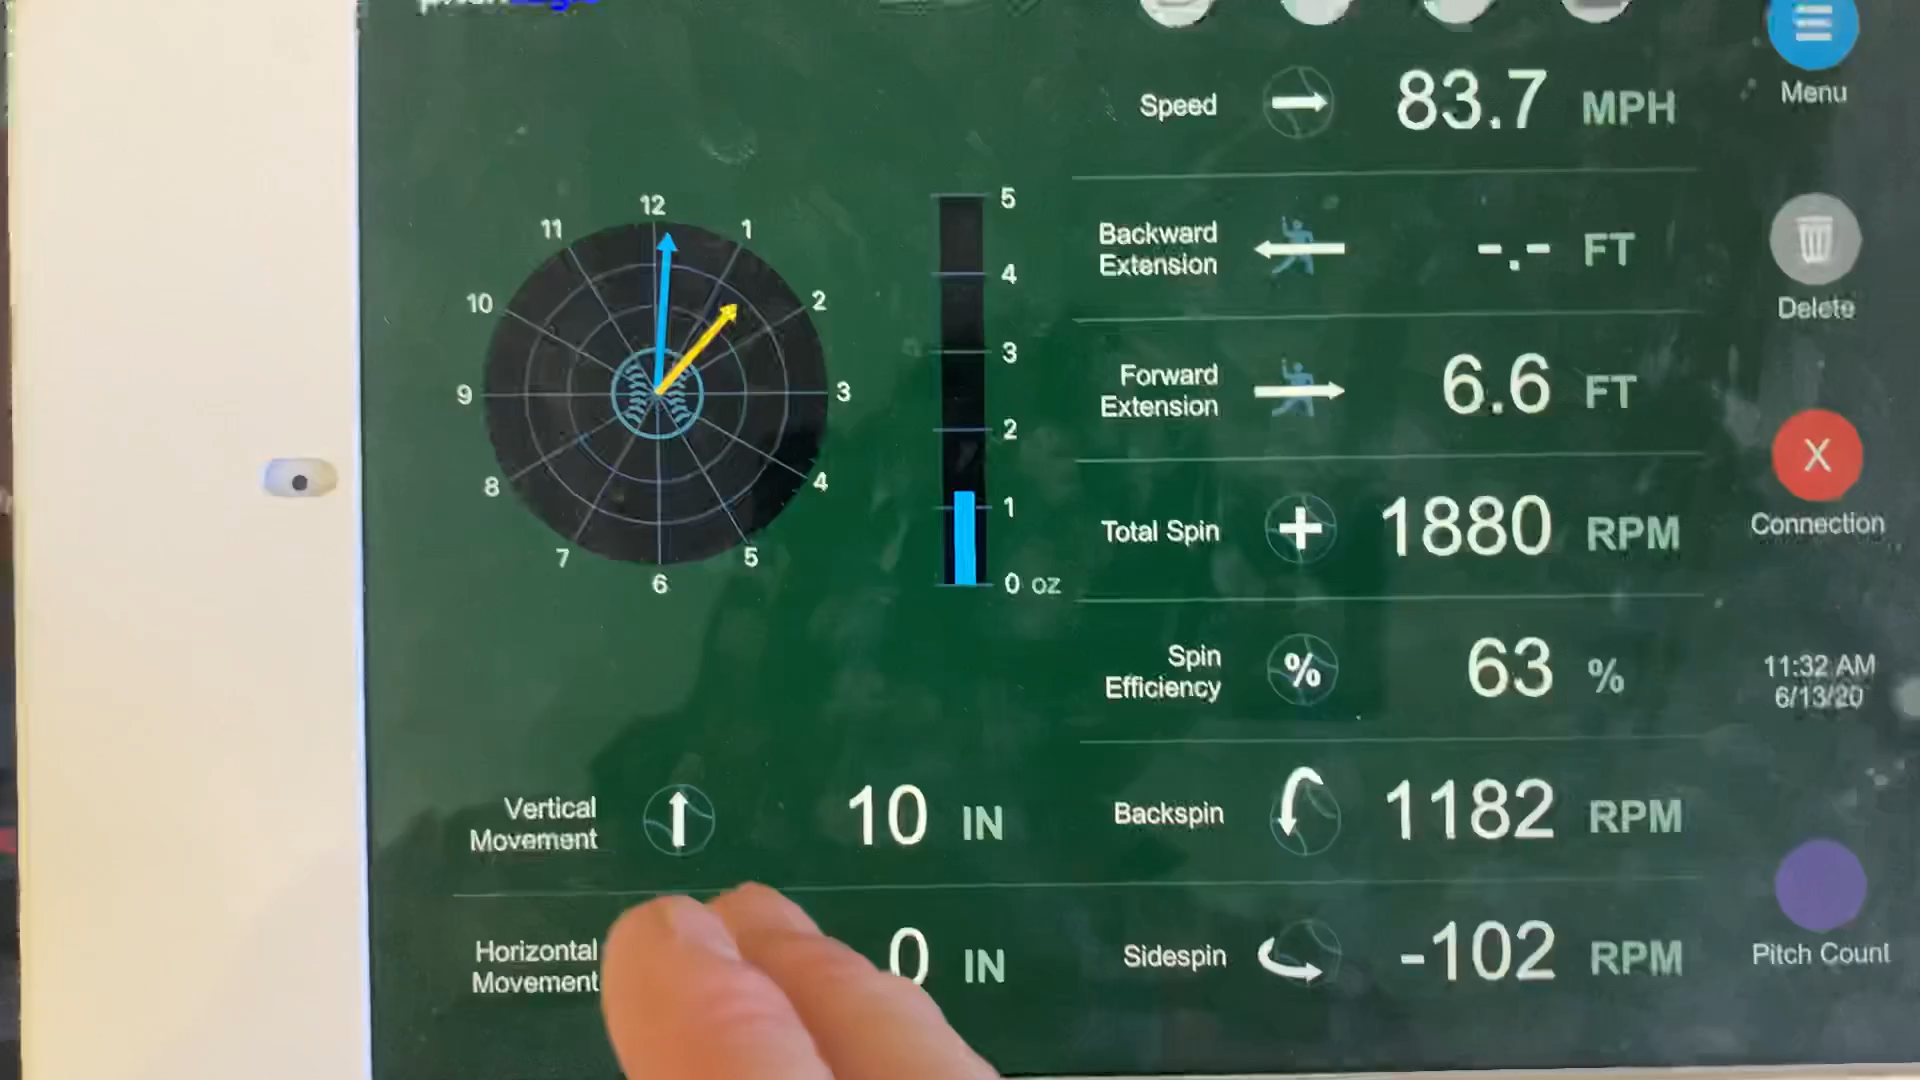 Speed 83.7 MPH
Menu
Backward
Extension
-.- FT
Delete
Forward
Extension
6.6 FT
X
Connection
Total Spin + 1880 RPM
Spin
Efficiency
% 63 %
11:32 AM
6/13/20
Backspin 1182 RPM
Sidespin -102 RPM
Pitch Count
12
1
2
3
4
5
6
7
8
9
10
11
5
4
3
2
1
0 oz
Vertical
Movement
10 IN
Horizontal
Movement
0 IN